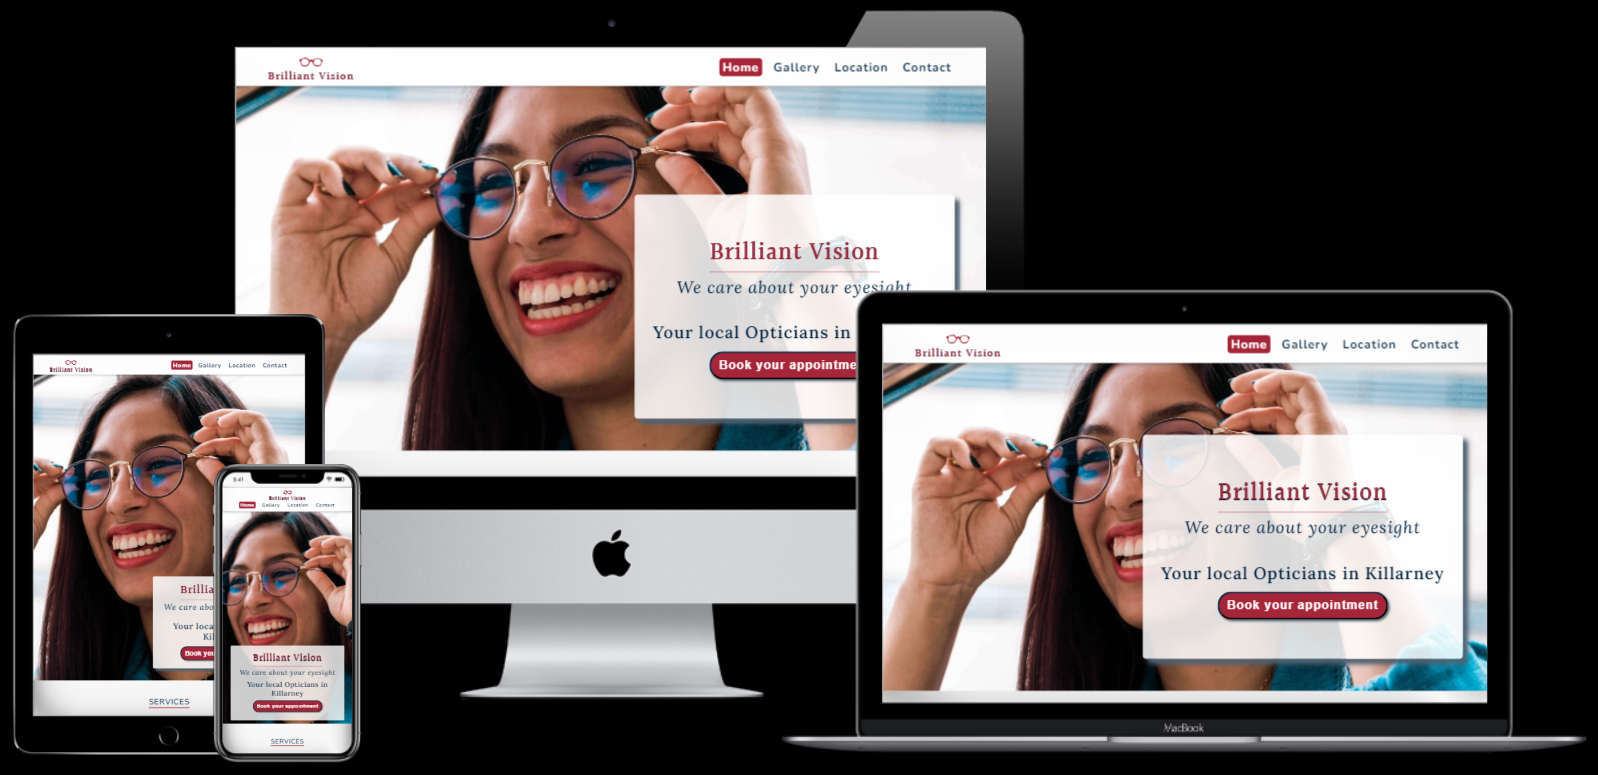 Brilliant Vision
Home Gallery Location Contact
Brilliant Vision
We care about your eyesight
Your local Opticians in
Book your appointme
Brilliant Vision
Home Gallery Location Contact
Brilliant Vision
We care about your eyesight
Your local Opticians in Killarney
Book your appointment
MacBook
Brilliant Vision
Home Gallery Location Contact
Brillia
We care abo
Your loca
Kil
Book you
SERVICES
9:41
Brilliant Vision
Home Gallery Location Contact
Brilliant Vision
We care about your eyesight
Your local Opticians in
Killarney
Book your appointment
SERVICES